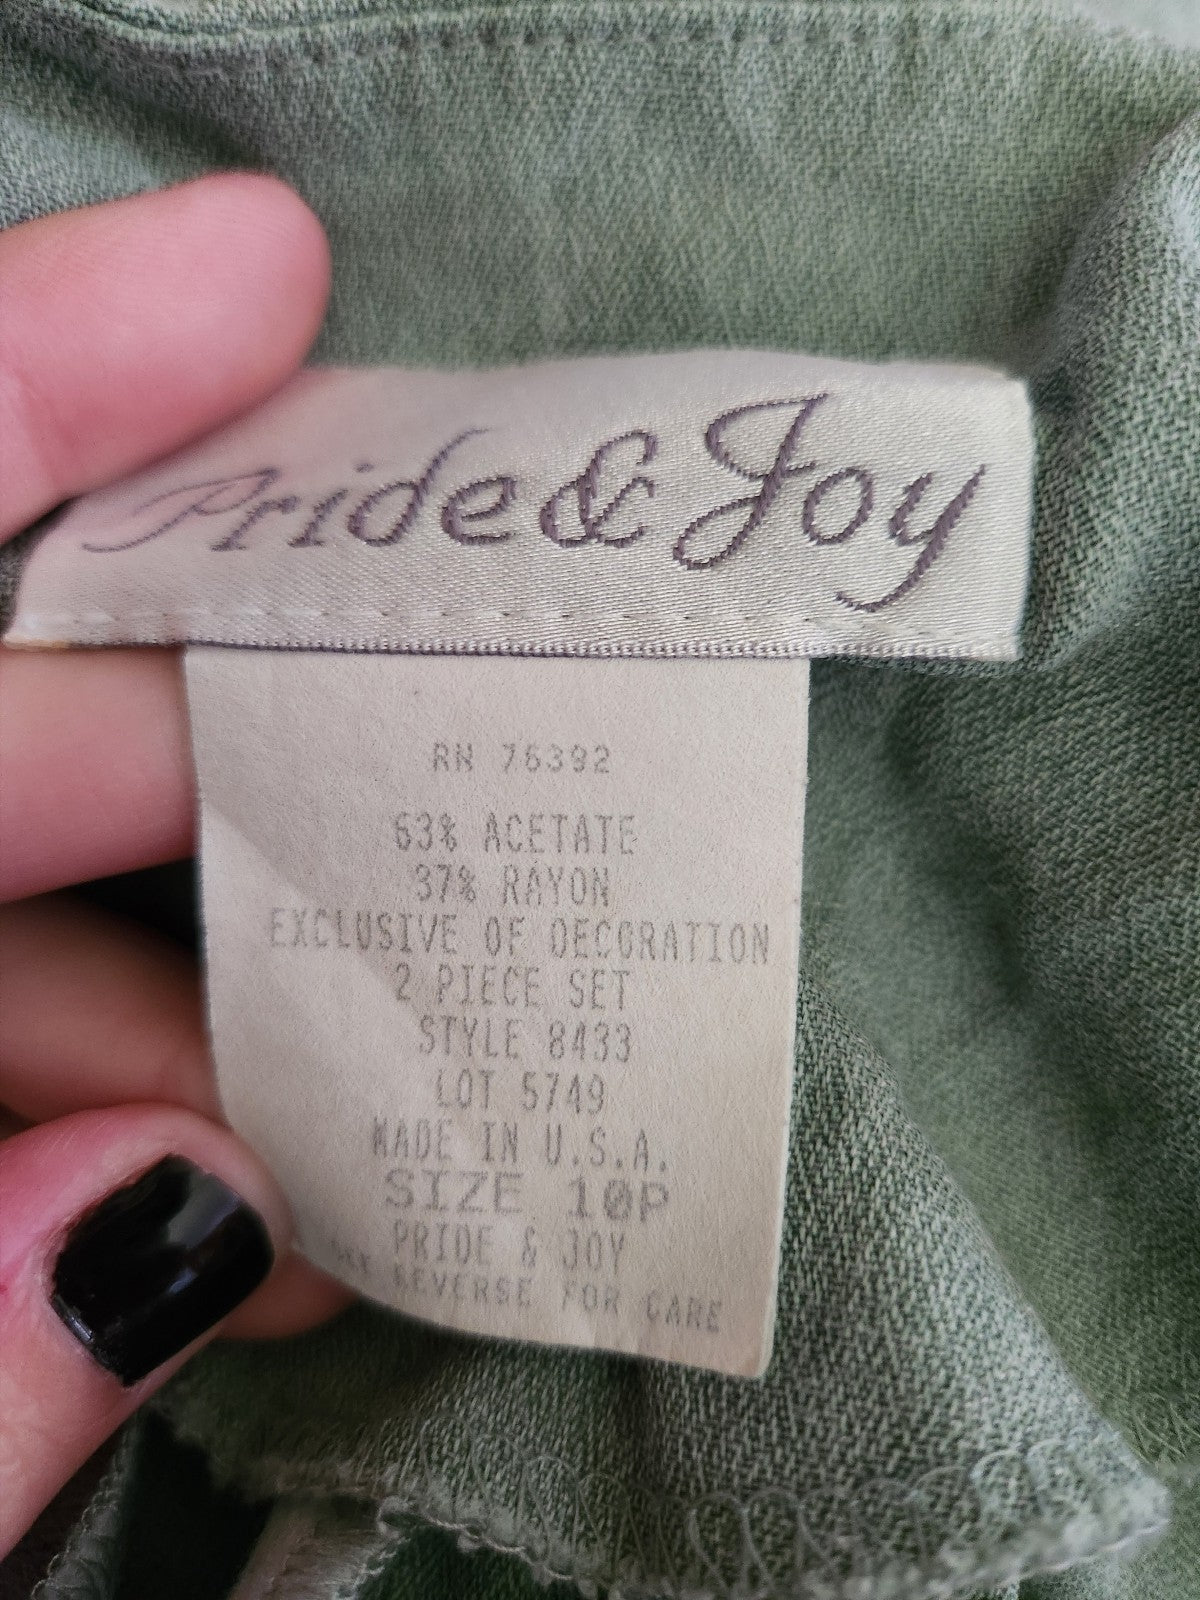 Pride & Joy
RN 76392
63% ACETATE
37% RAYON
EXCLUSIVE OF DECORATION
2 PIECE SET
STYLE 8433
LOT 5749
MADE IN U.S.A.
SIZE 10P
PRIDE & JOY
REVERSE FOR CARE